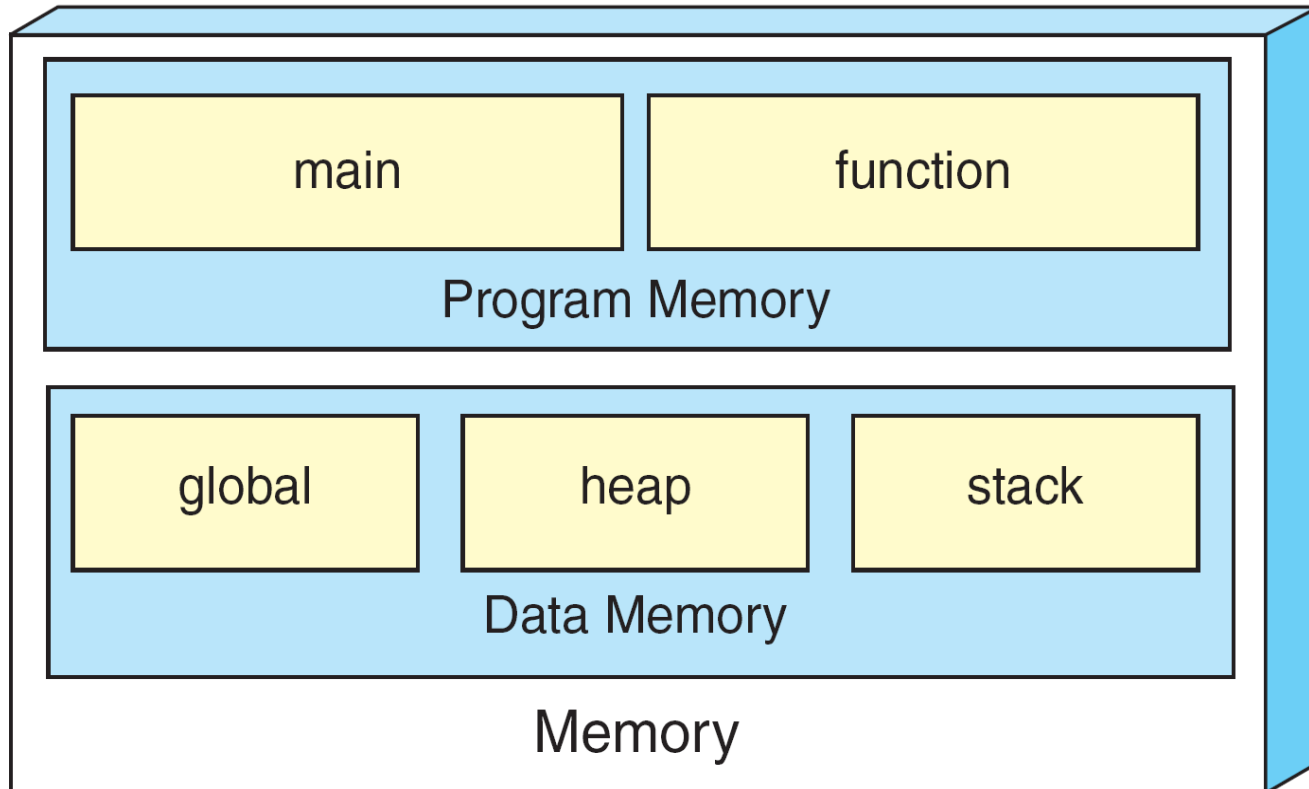 main
function
Program Memory
global
heap
stack
Data Memory
Memory